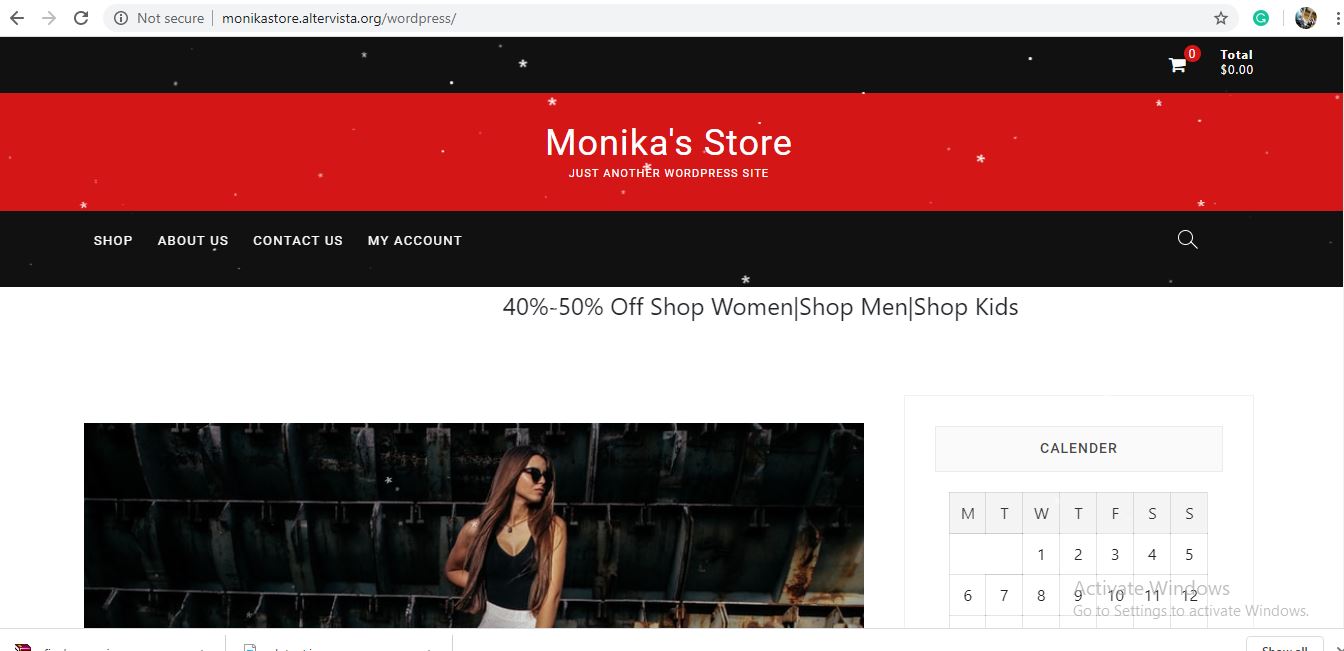 Not secure | monikastore.altervista.org/wordpress/
0
Total
$0.00
Monika's Store
JUST ANOTHER WORDPRESS SITE
SHOP ABOUT US CONTACT US MY ACCOUNT
40%-50% Off Shop Women|Shop Men|Shop Kids
CALENDER
M T W T F S S
1 2 3 4 5
6 7 8 9 10 11 12
Activate Windows
Go to Settings to activate Windows.
Show all